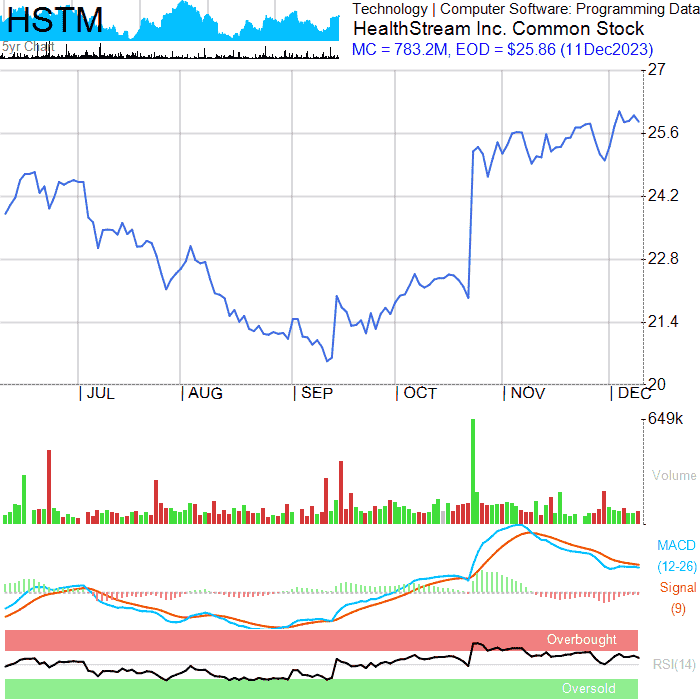 HSTM
5yr Chart
Technology | Computer Software: Programming Data
HealthStream Inc. Common Stock
MC = 783.2M, EOD = $25.86 (11Dec2023)
27
25.6
24.2
22.8
21.4
20
| JUL
| AUG
| SEP
| OCT
| NOV
| DEC
649k
Volume
MACD
(12-26)
Signal
(9)
Overbought
RSI(14)
Oversold